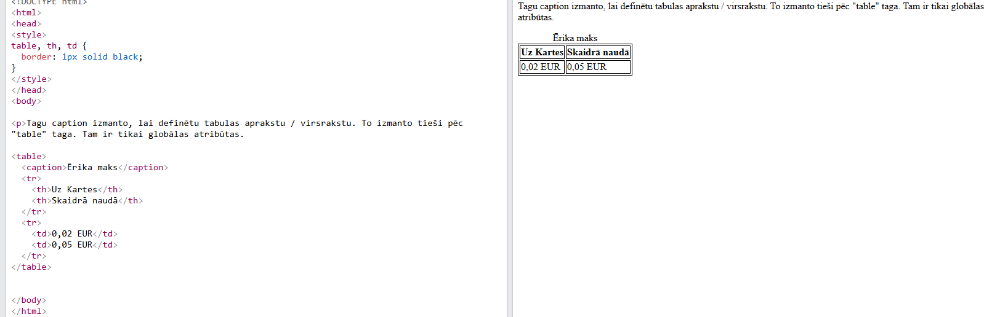 <!DOCTYPE html>
<html>
<head>
<style>
table, th, td {
  border: 1px solid black;
}
</style>
</head>
<body>
<p>Tagu caption izmanto, lai definētu tabulas aprakstu / virsrakstu. To izmanto tieši pēc
"table" taga. Tam ir tikai globālas atribūtas.
<table>
  <caption>Ērika maks</caption>
  <tr>
    <th>Uz Kartes</th>
    <th>Skaidrā naudā</th>
  </tr>
  <tr>
    <td>0,02 EUR</td>
    <td>0,05 EUR</td>
  </tr>
</table>
</body>
</html>
Tagu caption izmanto, lai definētu tabulas aprakstu / virsrakstu. To izmanto tieši pēc "table" taga. Tam ir tikai globālas
atribūtas.
Ērika maks
Uz Kartes Skaidrā naudā
0,02 EUR 0,05 EUR